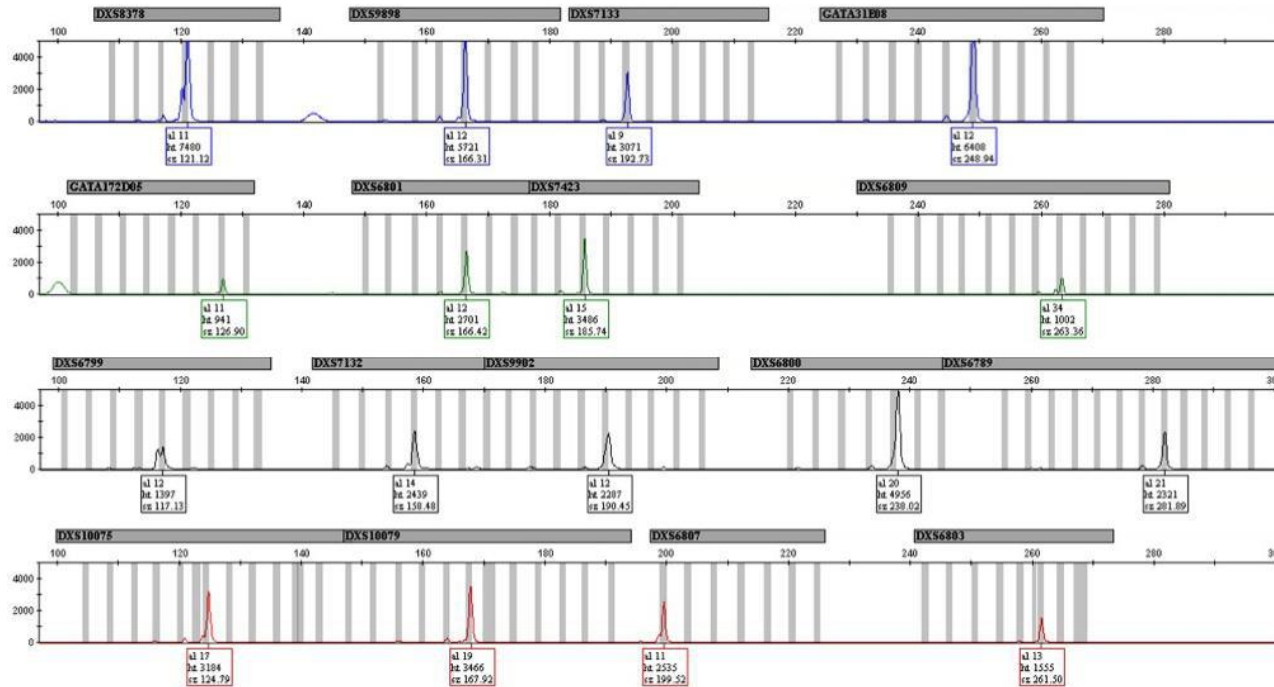 DXS8378 DXS9898 DXS7133 GATA31E08
100 120 140 160 180 200 220 240 260 280
4000
2000
0
al 11 al 12 al 9 al 12
ht 7480 ht 5721 ht 3071 ht 6408
sz 121.12 sz 166.31 sz 192.73 sz 248.94
GATA172D05 DXS6801 DXS7423 DXS6809
100 120 140 160 180 200 220 240 260 280
4000
2000
0
al 11 al 12 al 15 al 34
ht 941 ht 2701 ht 3486 ht 1002
sz 126.90 sz 166.42 sz 185.74 sz 263.36
DXS6799 DXS7132 DXS9902 DXS6800 DXS6789
100 120 140 160 180 200 220 240 260 280 300
4000
2000
0
al 12 al 14 al 12 al 20 al 21
ht 1397 ht 2439 ht 2287 ht 4956 ht 2321
sz 117.13 sz 158.48 sz 190.45 sz 238.02 sz 281.89
DXS10075 DXS10079 DXS6807 DXS6803
100 120 140 160 180 200 220 240 260 280 300
4000
2000
0
al 17 al 19 al 11 al 13
ht 3184 ht 3466 ht 2535 ht 1555
sz 124.79 sz 167.92 sz 199.52 sz 261.50